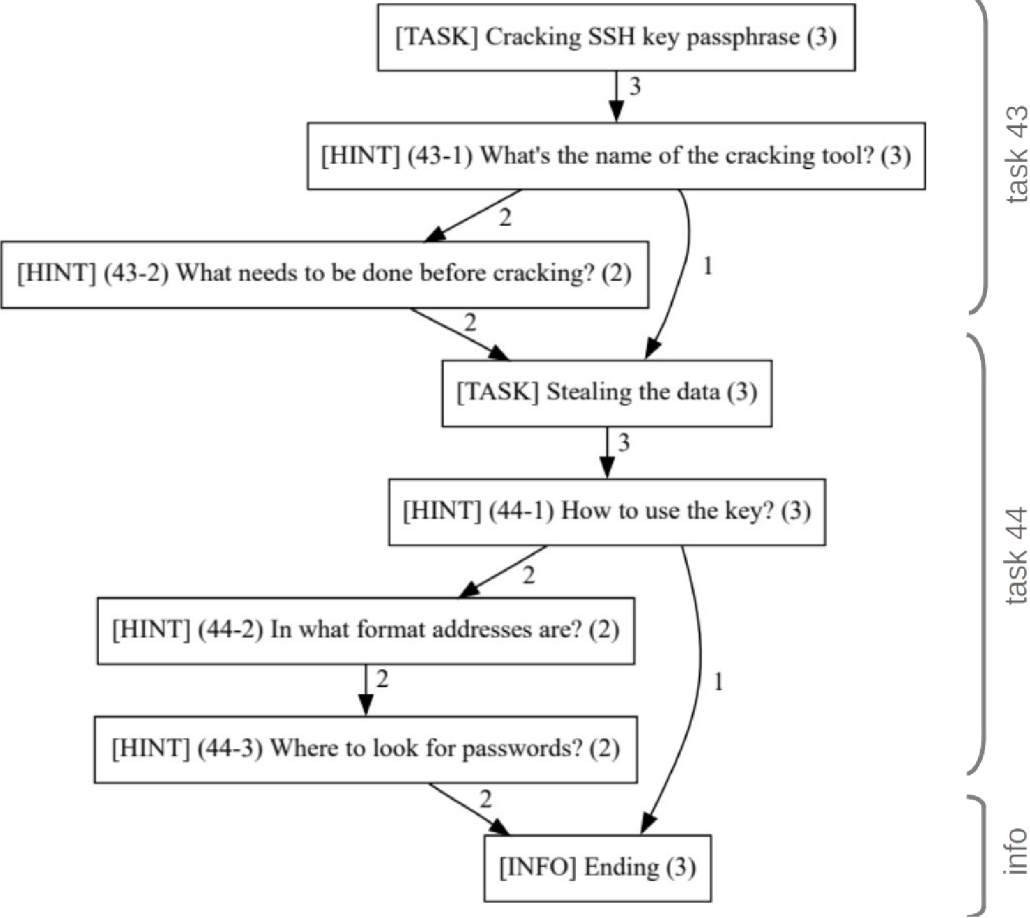 [TASK] Cracking SSH key passphrase (3)
3
[HINT] (43-1) What's the name of the cracking tool? (3)
2
1
[HINT] (43-2) What needs to be done before cracking? (2)
2
task 43
[TASK] Stealing the data (3)
3
[HINT] (44-1) How to use the key? (3)
2
1
[HINT] (44-2) In what format addresses are? (2)
2
[HINT] (44-3) Where to look for passwords? (2)
2
task 44
[INFO] Ending (3)
info